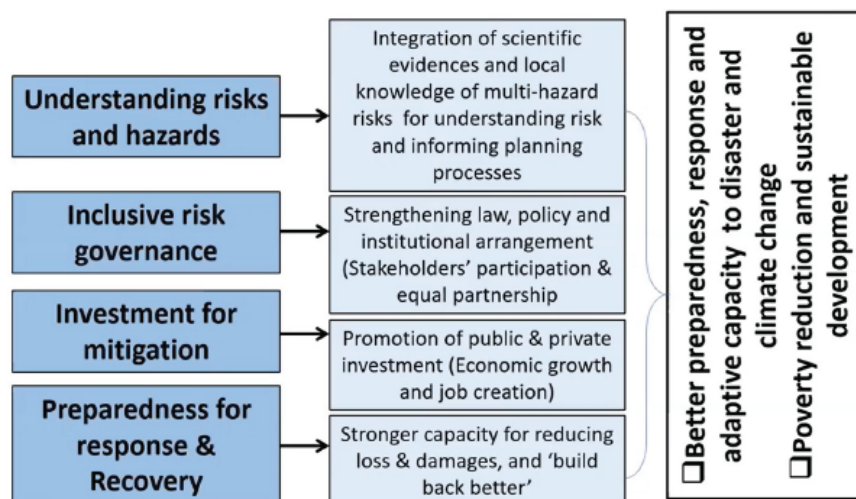 Understanding risks
and hazards
Integration of scientific
evidences and local
knowledge of multi-hazard
risks for understanding risk
and informing planning
processes
Inclusive risk
governance
Strengthening law, policy and
institutional arrangement
(Stakeholders' participation &
equal partnership
Investment for
mitigation
Promotion of public & private
investment (Economic growth
and job creation)
Preparedness for
response &
Recovery
Stronger capacity for reducing
loss & damages, and 'build
back better'
❑Better preparedness, response and
adaptive capacity to disaster and
climate change
❑Poverty reduction and sustainable
development